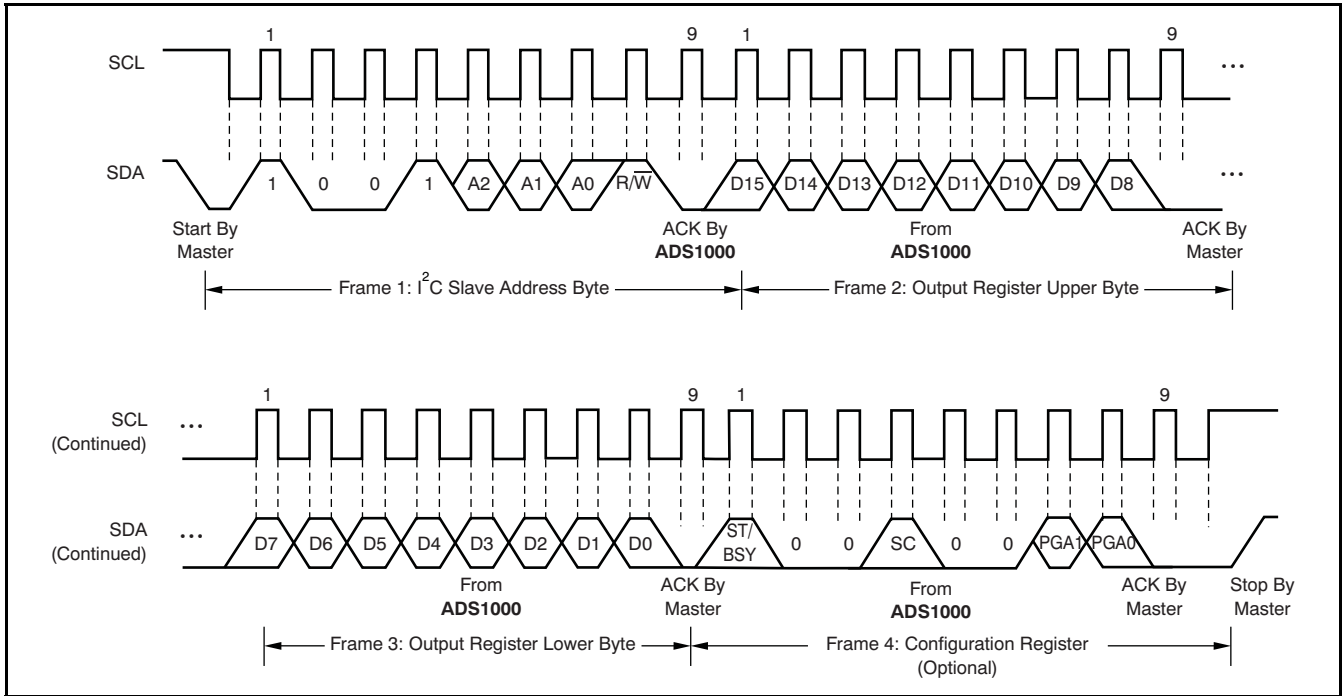 1 9 1 9
SCL ...
SDA 1 0 0 1 A2 A1 A0 R/W̅ D15 D14 D13 D12 D11 D10 D9 D8 ...
Start By Master
ACK By ADS1000
From ADS1000
ACK By Master
Frame 1: I²C Slave Address Byte
Frame 2: Output Register Upper Byte
1 9 1 9
SCL (Continued) ...
SDA (Continued) ... D7 D6 D5 D4 D3 D2 D1 D0 ST/BSY 0 0 SC 0 0 PGA1 PGA0
From ADS1000
ACK By Master
From ADS1000
ACK By Master
Stop By Master
Frame 3: Output Register Lower Byte
Frame 4: Configuration Register
(Optional)